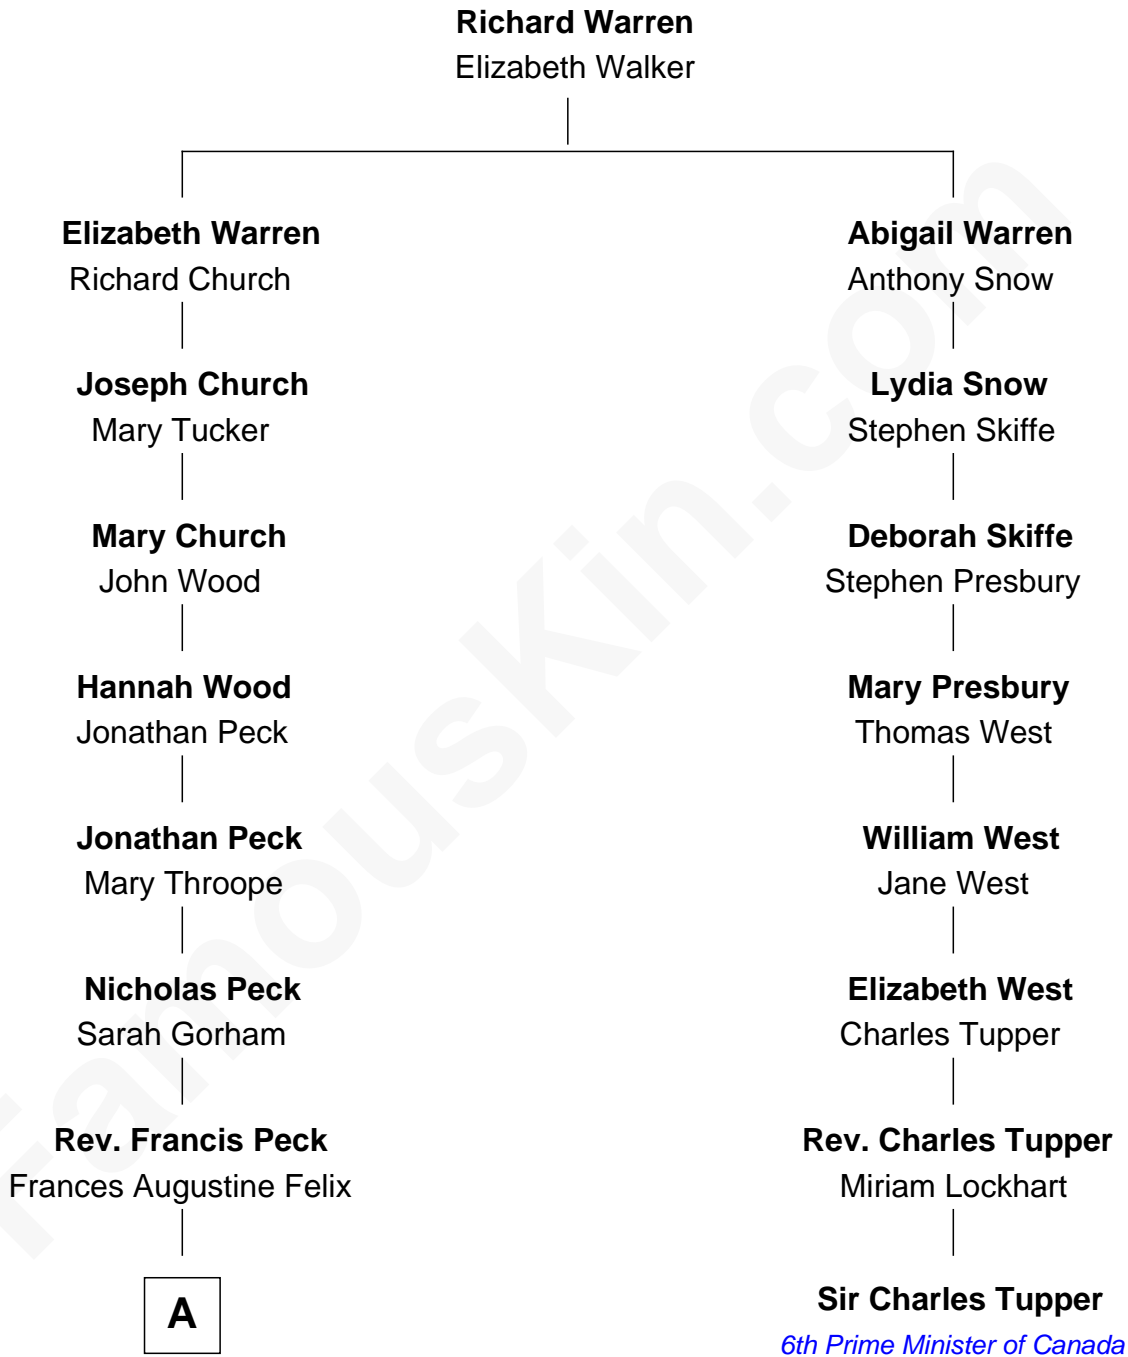 Richard Warren
Elizabeth Walker
Elizabeth Warren
Richard Church
Joseph Church
Mary Tucker
Mary Church
John Wood
Hannah Wood
Jonathan Peck
Jonathan Peck
Mary Throope
Nicholas Peck
Sarah Gorham
Rev. Francis Peck
Frances Augustine Felix
A
Abigail Warren
Anthony Snow
Lydia Snow
Stephen Skiffe
Deborah Skiffe
Stephen Presbury
Mary Presbury
Thomas West
William West
Jane West
Elizabeth West
Charles Tupper
Rev. Charles Tupper
Miriam Lockhart
Sir Charles Tupper
6th Prime Minister of Canada
FamousKin.com